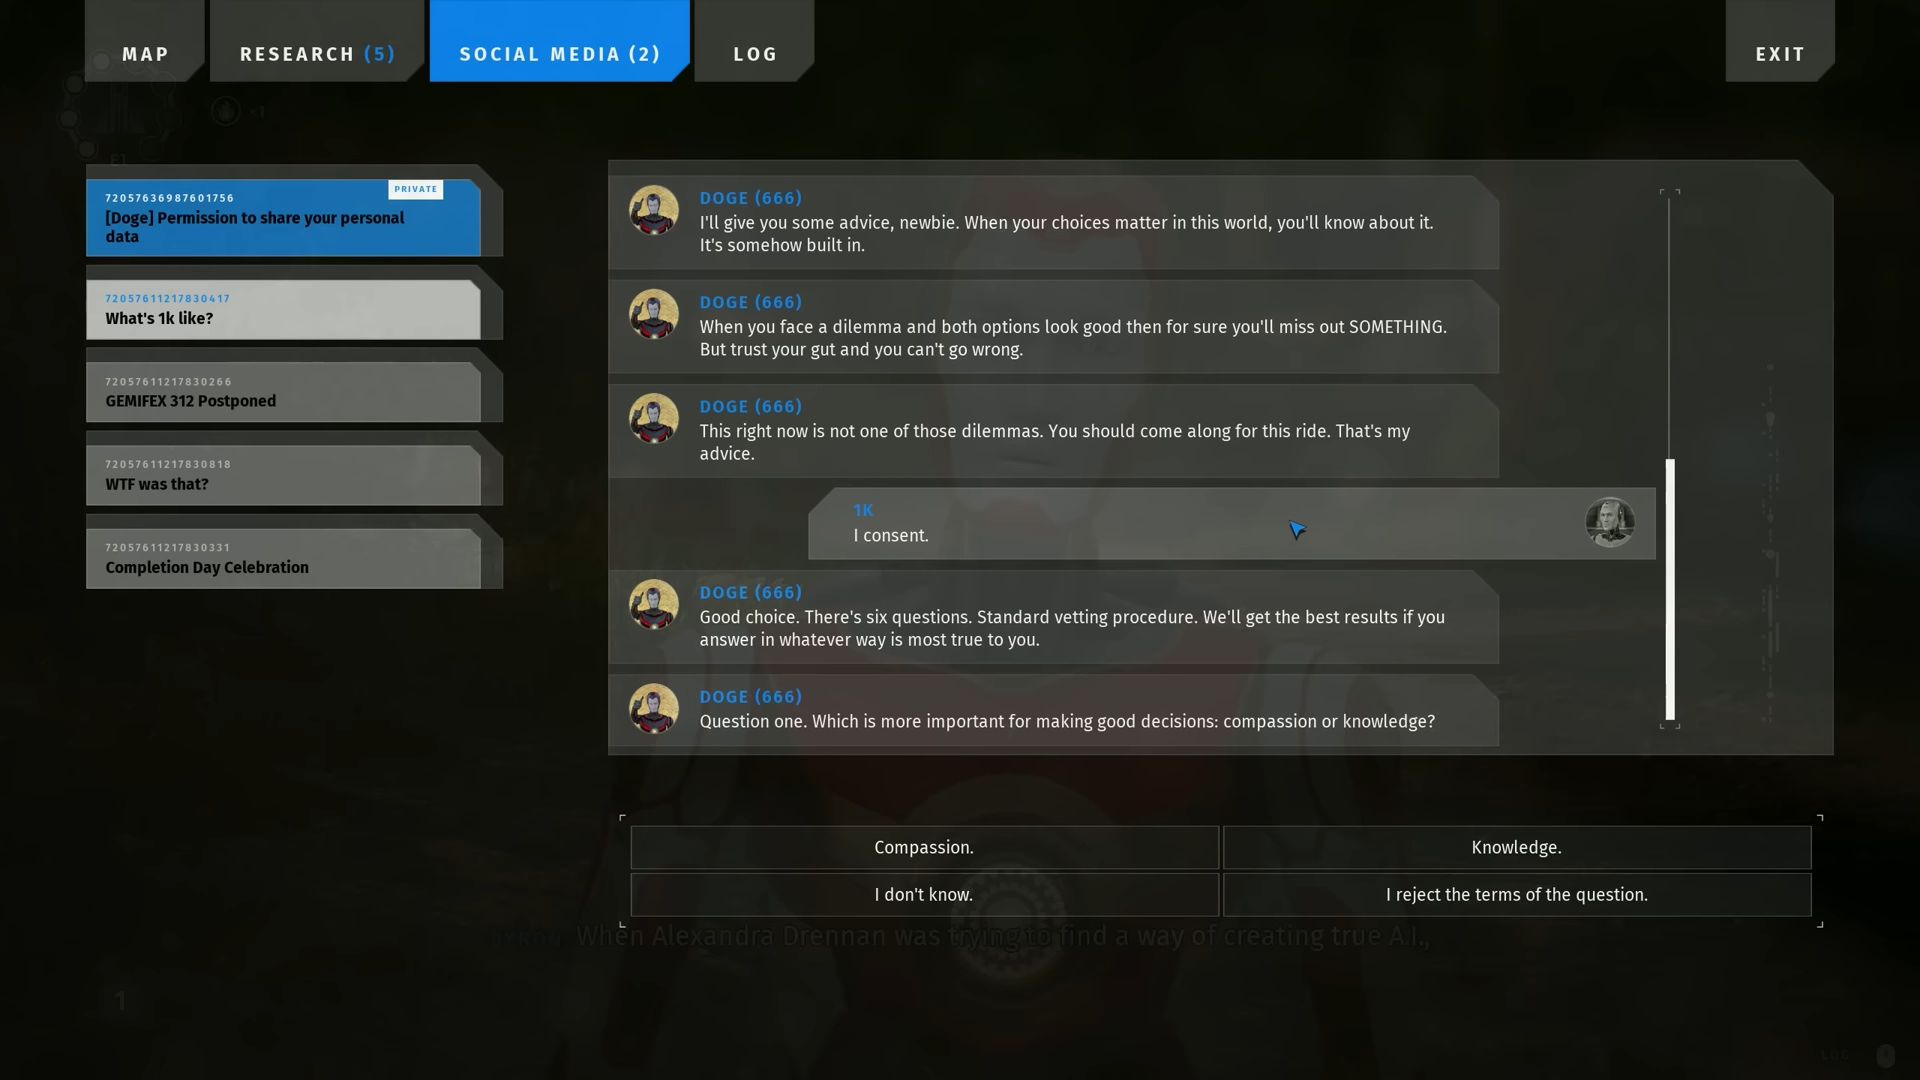 MAP
RESEARCH (5)
SOCIAL MEDIA (2)
LOG
EXIT
E1
72057636987601756
PRIVATE
[Doge] Permission to share your personal
data
72057611217830417
What's 1k like?
72057611217830266
GEMIFEX 312 Postponed
72057611217830818
WTF was that?
72057611217830331
Completion Day Celebration
DOGE (666)
I'll give you some advice, newbie. When your choices matter in this world, you'll know about it.
It's somehow built in.
DOGE (666)
When you face a dilemma and both options look good then for sure you'll miss out SOMETHING.
But trust your gut and you can't go wrong.
DOGE (666)
This right now is not one of those dilemmas. You should come along for this ride. That's my
advice.
1K
I consent.
DOGE (666)
Good choice. There's six questions. Standard vetting procedure. We'll get the best results if you
answer in whatever way is most true to you.
DOGE (666)
Question one. Which is more important for making good decisions: compassion or knowledge?
Compassion.
Knowledge.
I don't know.
I reject the terms of the question.
When Alexandra Drennan was trying to find a way of creating true A.I.,
1
LOG